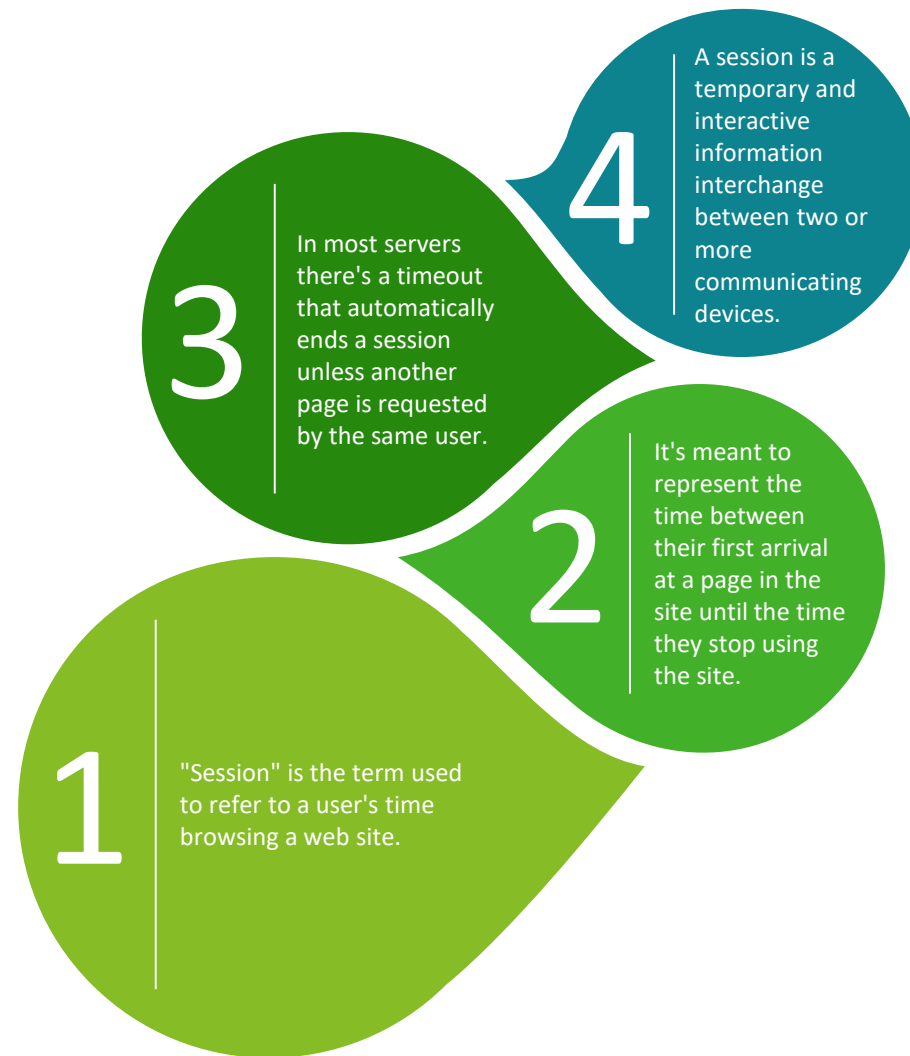 4
A session is a
temporary and
interactive
information
interchange
between two or
more
communicating
devices.
3
In most servers
there's a timeout
that automatically
ends a session
unless another
page is requested
by the same user.
2
It's meant to
represent the
time between
their first arrival
at a page in the
site until the time
they stop using
the site.
1
"Session" is the term used
to refer to a user's time
browsing a web site.